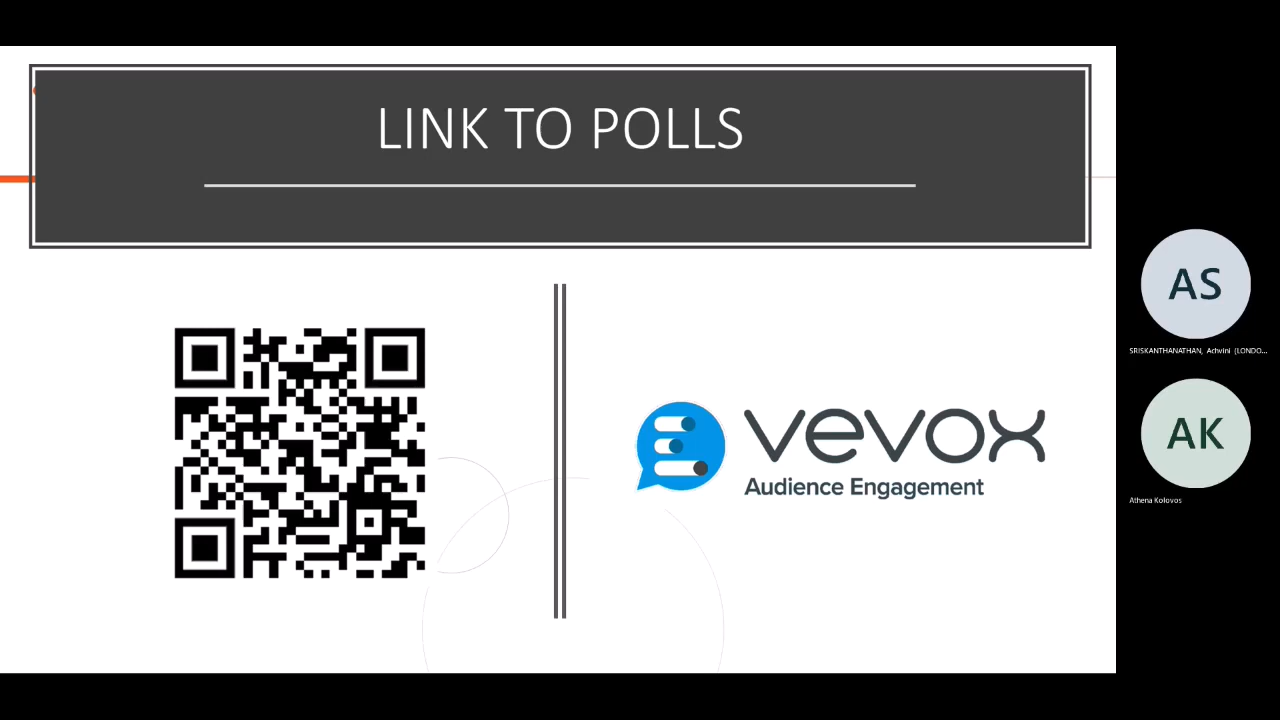 LINK TO POLLS
vevox
Audience Engagement
AS
SRISKANTHANATHAN, Achvini (LONDO...
AK
Athena Kolovos